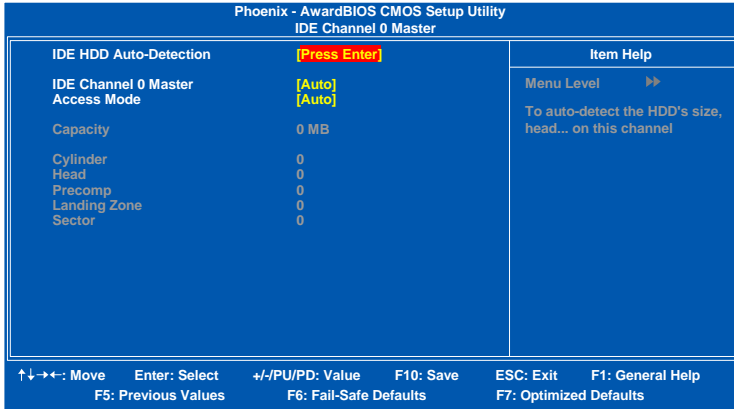 Phoenix - AwardBIOS CMOS Setup Utility
IDE Channel 0 Master
IDE HDD Auto-Detection [Press Enter]
IDE Channel 0 Master [Auto]
Access Mode [Auto]
Capacity 0 MB
Cylinder 0
Head 0
Precomp 0
Landing Zone 0
Sector 0
Item Help
Menu Level ▶▶
To auto-detect the HDD's size,
head... on this channel
↑↓→←: Move Enter: Select +/-/PU/PD: Value F10: Save ESC: Exit F1: General Help
F5: Previous Values F6: Fail-Safe Defaults F7: Optimized Defaults